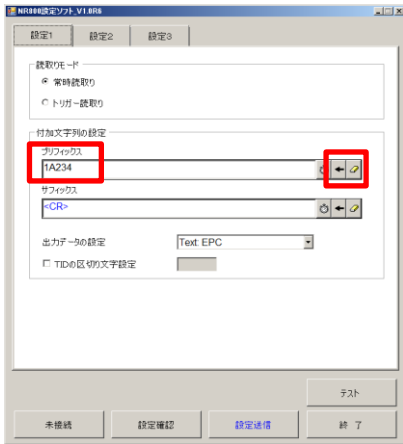 NR800設定ソフト_V1.0R6
設定1
設定2
設定3
読取りモード
常時読取り
トリガー読取り
付加文字列の設定
プリフィックス
1A234
サフィックス
<CR>
出力データの設定
Text: EPC
TIDの区切り文字設定
テスト
未接続
設定確認
設定送信
終 了